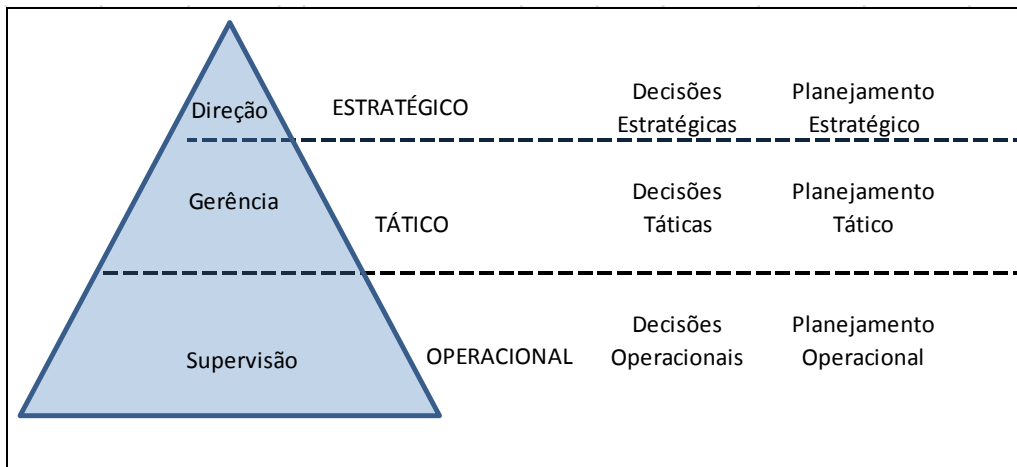 Direção
ESTRATÉGICO
Decisões
Estratégicas
Planejamento
Estratégico
Gerência
TÁTICO
Decisões
Táticas
Planejamento
Tático
Supervisão
OPERACIONAL
Decisões
Operacionais
Planejamento
Operacional